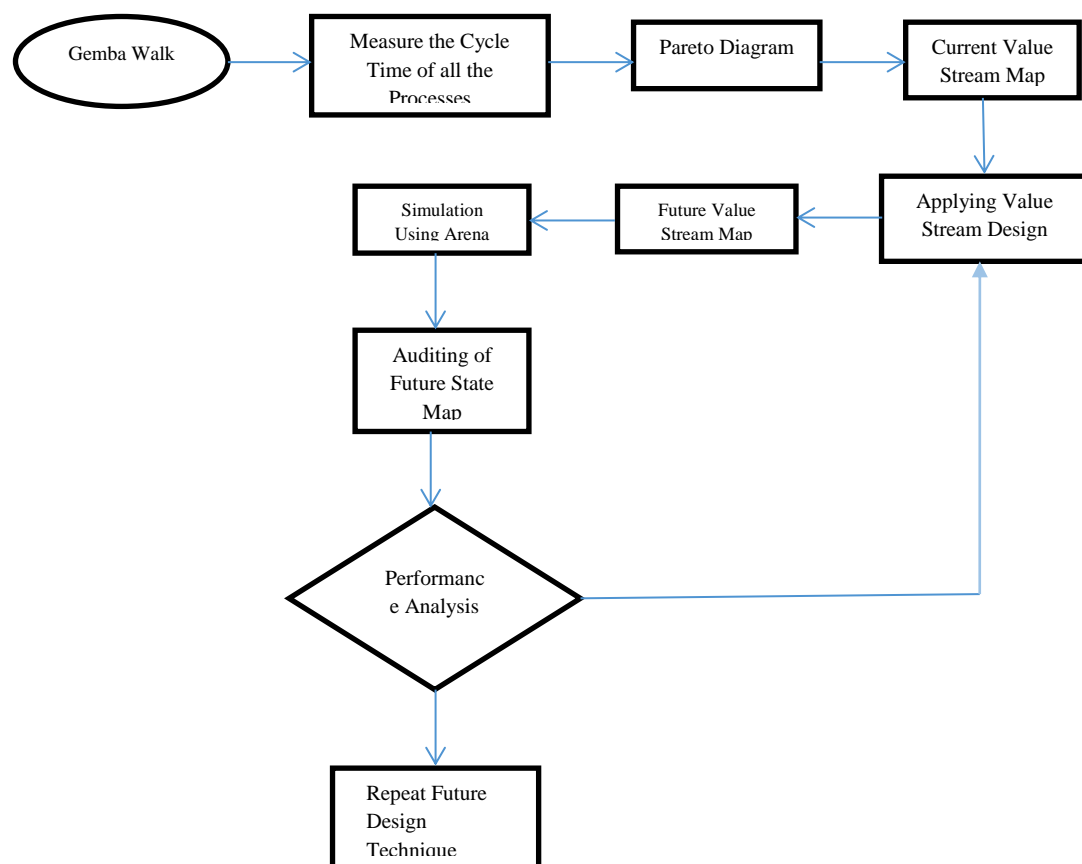 Gemba Walk
Measure the Cycle
Time of all the
Processes
Pareto Diagram
Current Value
Stream Map
Applying Value
Stream Design
Future Value
Stream Map
Simulation
Using Arena
Auditing of
Future State
Map
Performanc
e Analysis
Repeat Future
Design
Technique